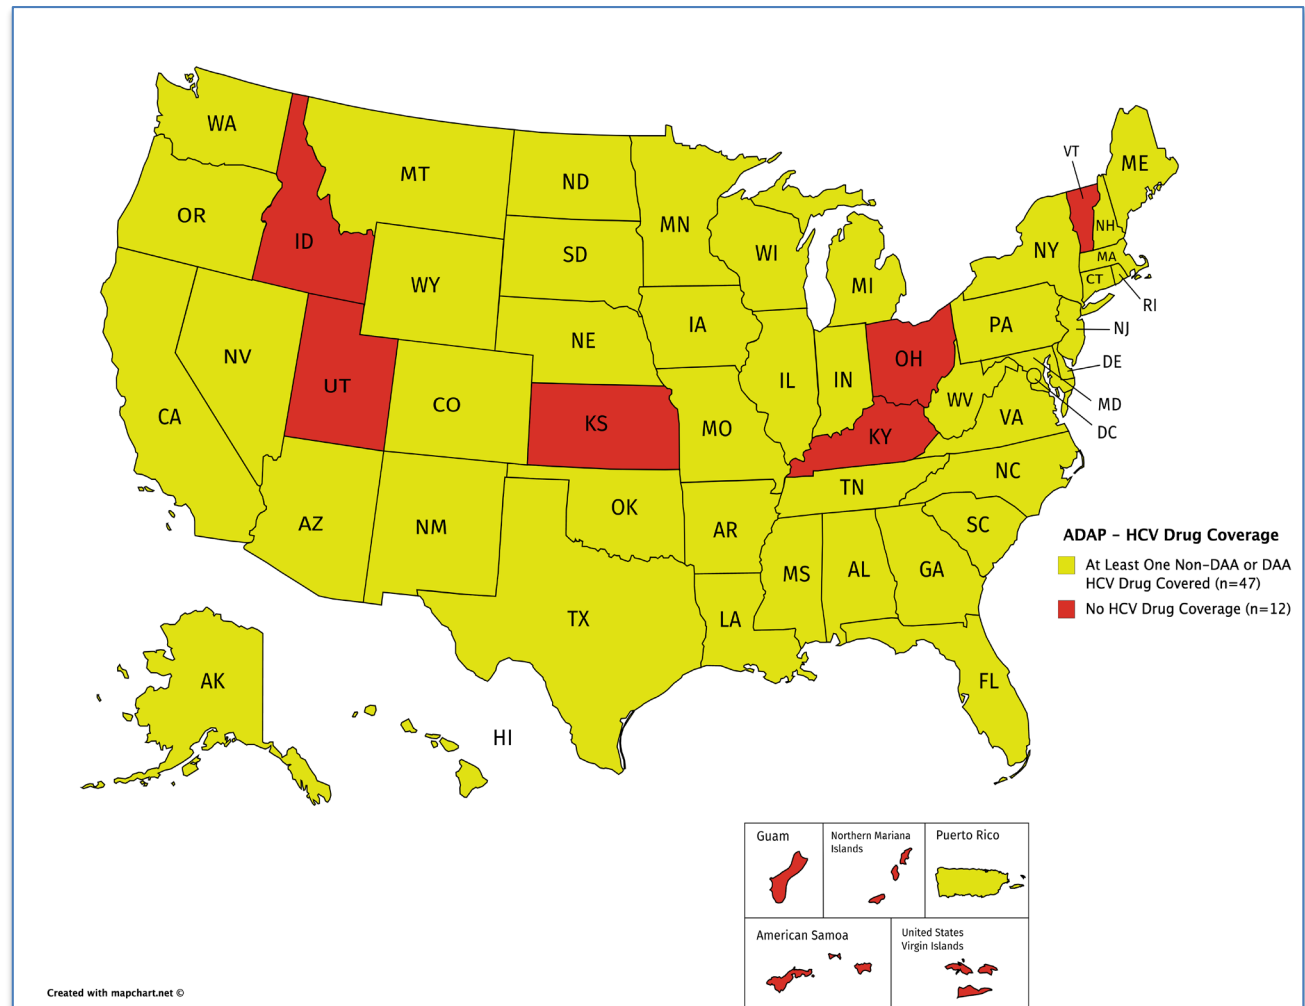 WA
MT
ND
MN
VT
ME
OR
ID
SD
WI
NY
NH
MA
CT
RI
WY
MI
IA
PA
NJ
NE
NV
UT
CO
IL
IN
OH
DE
MD
DC
WV
VA
CA
KS
MO
KY
NC
TN
AZ
NM
OK
AR
SC
MS
AL
GA
ADAP – HCV Drug Coverage
At Least One Non-DAA or DAA
HCV Drug Covered (n=47)
No HCV Drug Coverage (n=12)
TX
LA
FL
AK
HI
Guam
Northern Mariana
Islands
Puerto Rico
American Samoa
United States
Virgin Islands
Created with mapchart.net ©